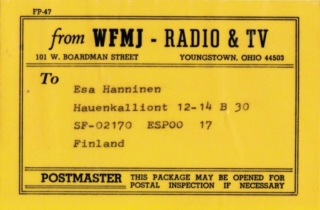 FP-47
from WFMJ - RADIO & TV
101 W. BOARDMAN STREET YOUNGSTOWN, OHIO 44503
To
Esa Hanninen
Hauenkalliont 12-14 B 30
SF-02170 ESPOO 17
Finland
POSTMASTER THIS PACKAGE MAY BE OPENED FOR
POSTAL INSPECTION IF NECESSARY